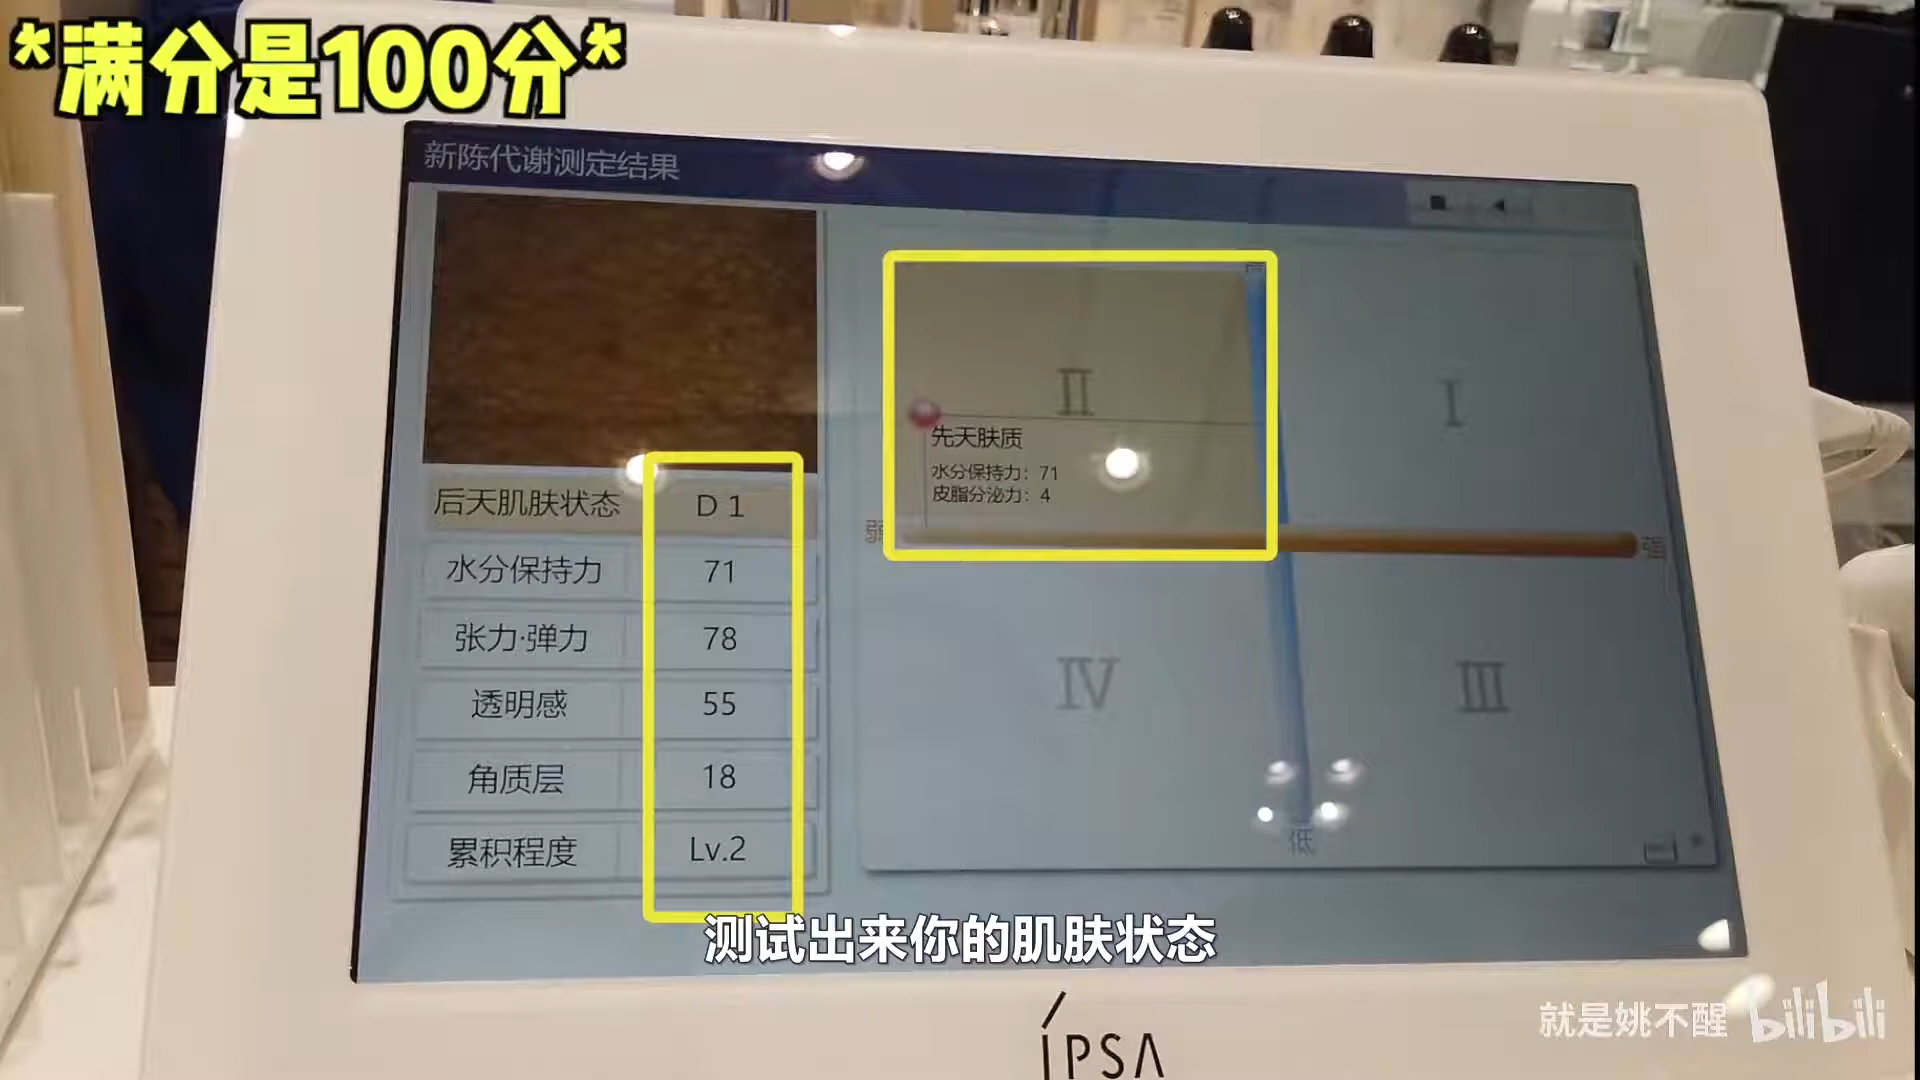 *满分是100分*
新陈代谢测定结果
II
I
先天肤质
水分保持力：71
皮脂分泌力：4
弱
强
后天肌肤状态 D 1
水分保持力 71
张力·弹力 78
透明感 55
角质层 18
累积程度 Lv.2
IV
III
低
测试出来你的肌肤状态
就是姚不醒 bilibili
IPSA